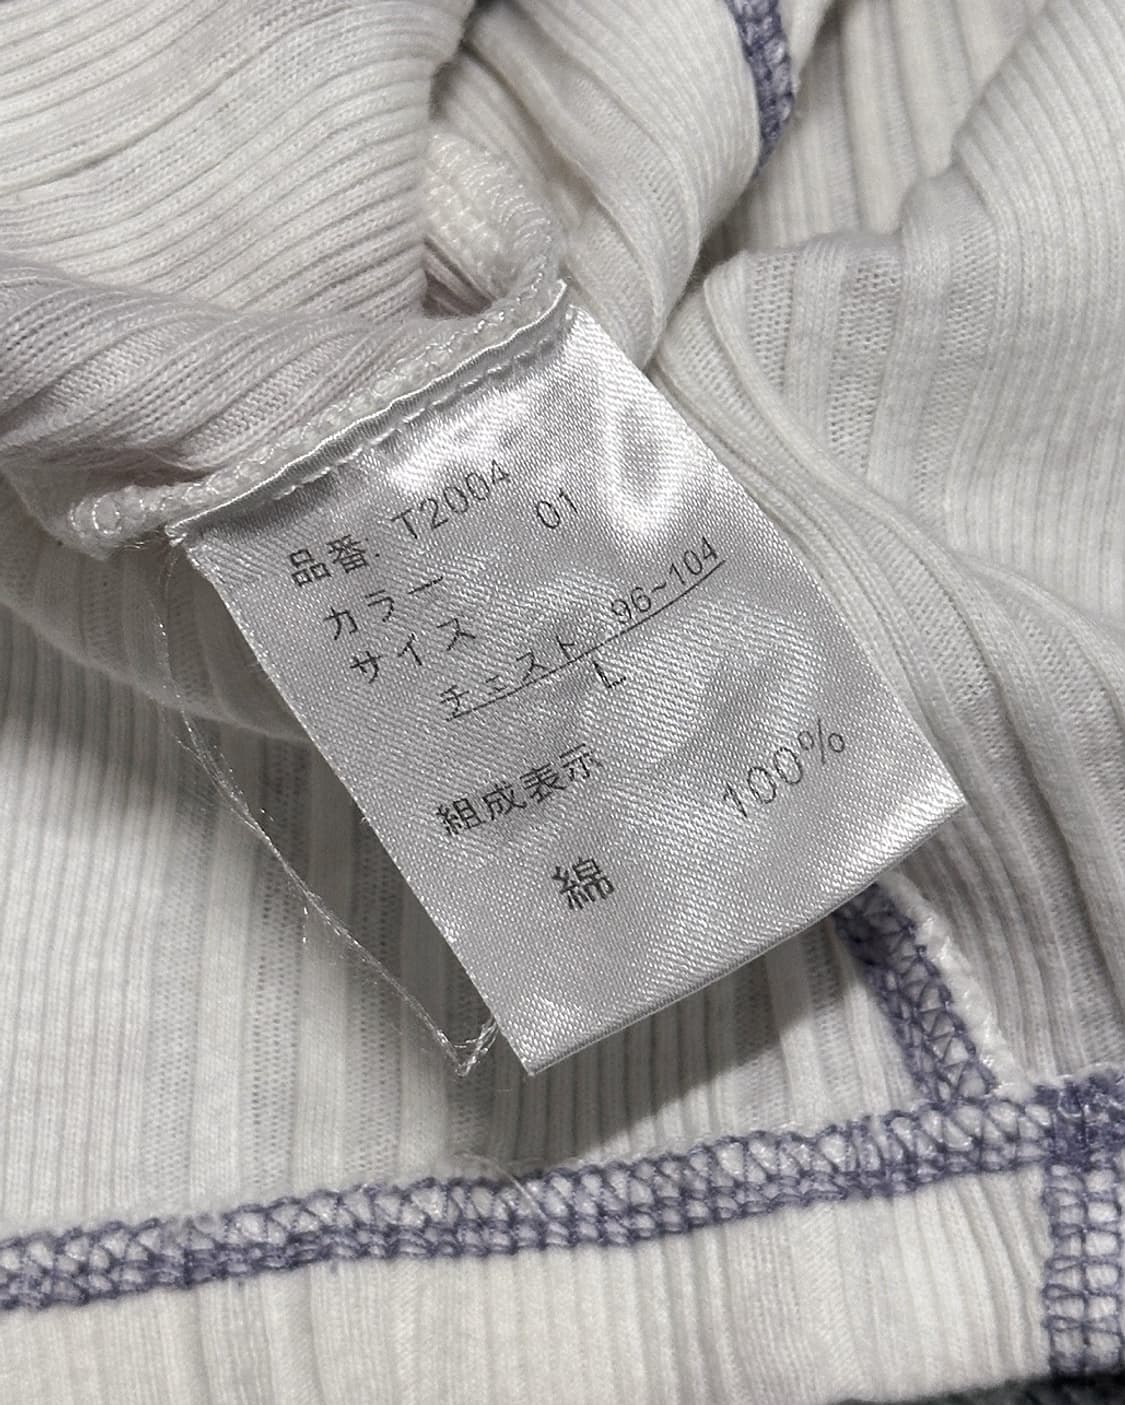 品番. T2004
カラー 01
サイズ
チェスト 96~104
L
組成表示
綿 100%